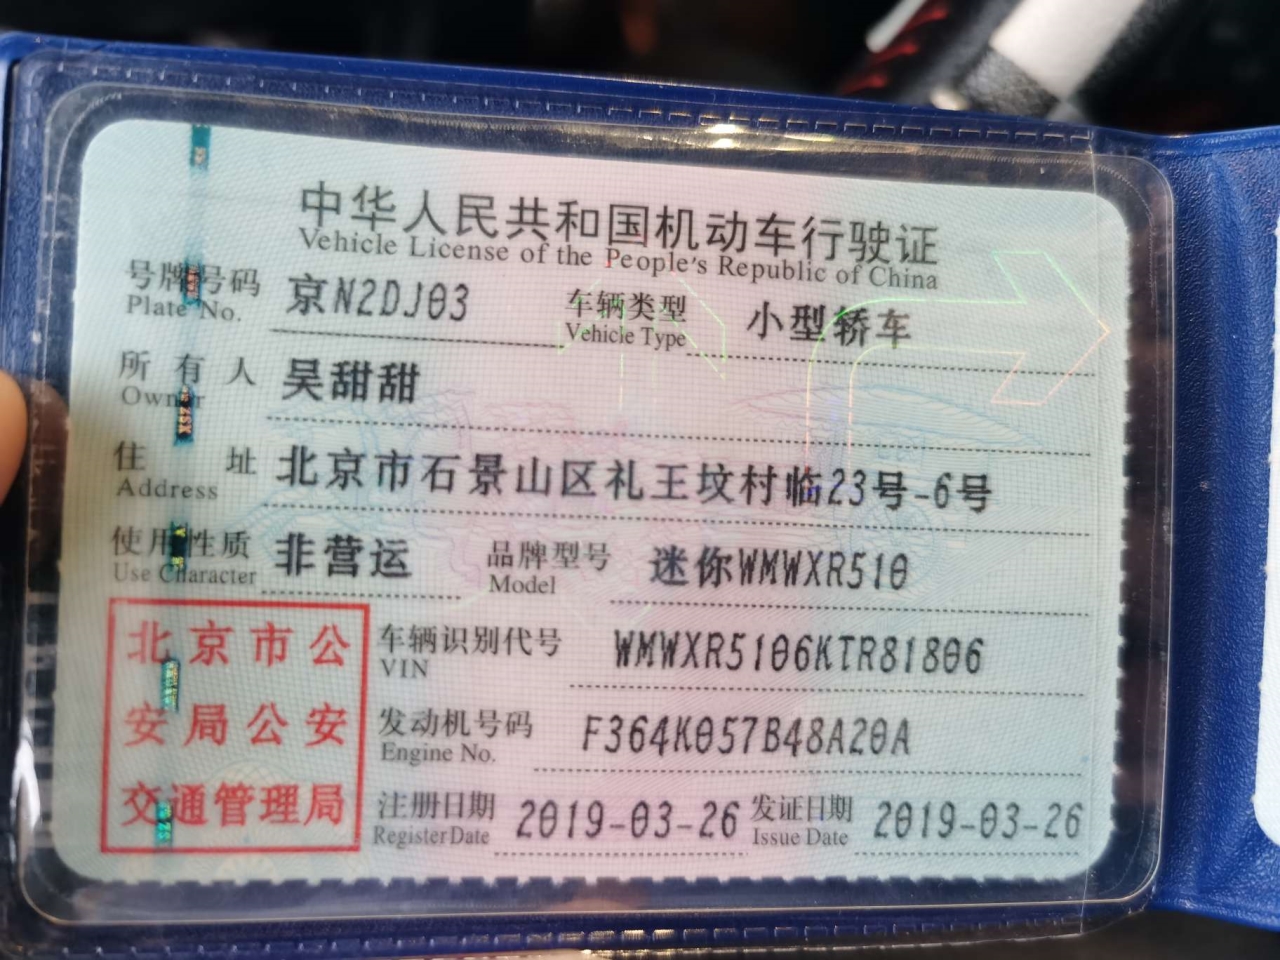 中华人民共和国机动车行驶证
Vehicle License of the People's Republic of China
号牌号码 京N2DJ03 车辆类型 小型轿车
Plate No. Vehicle Type
所有人 吴甜甜
Owner
住址 北京市石景山区礼王坟村临23号-6号
Address
使用性质 非营运 品牌型号 迷你WMWXR510
Use Character Model
北京市公
安局公安
交通管理局
车辆识别代号 WMWXR5106KTR81806
VIN
发动机号码 F364K057B48A20A
Engine No.
注册日期 2019-03-26 发证日期 2019-03-26
Register Date Issue Date